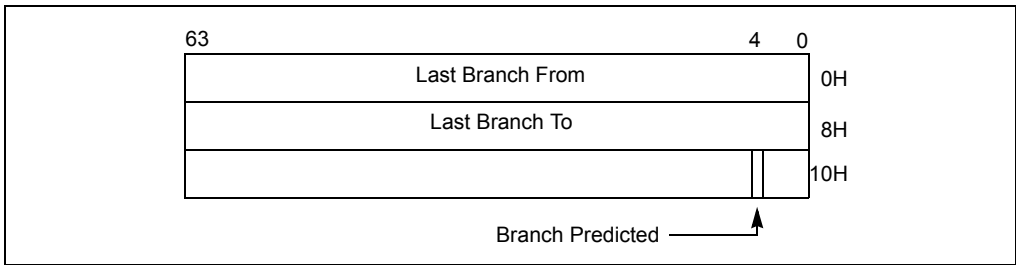 63 4 0
Last Branch From 0H
Last Branch To 8H
10H
Branch Predicted